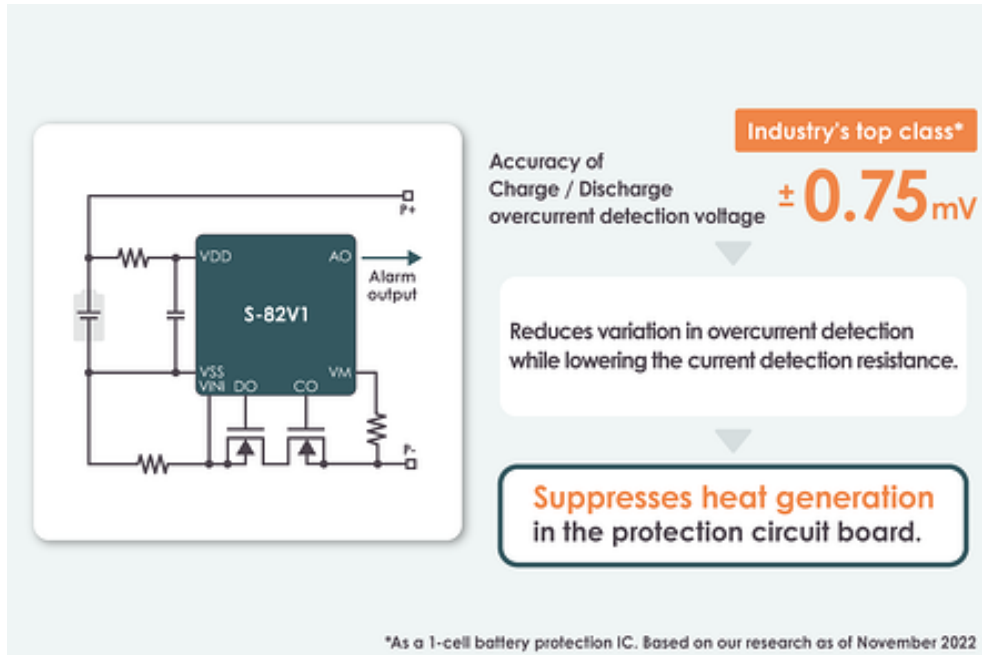 P+
VDD
AO
Alarm
output
S-82V1
VSS
VM
VINI
DO
CO
P-
Industry's top class*
Accuracy of
Charge / Discharge
overcurrent detection voltage
± 0.75 mV
Reduces variation in overcurrent detection
while lowering the current detection resistance.
Suppresses heat generation
in the protection circuit board.
*As a 1-cell battery protection IC. Based on our research as of November 2022